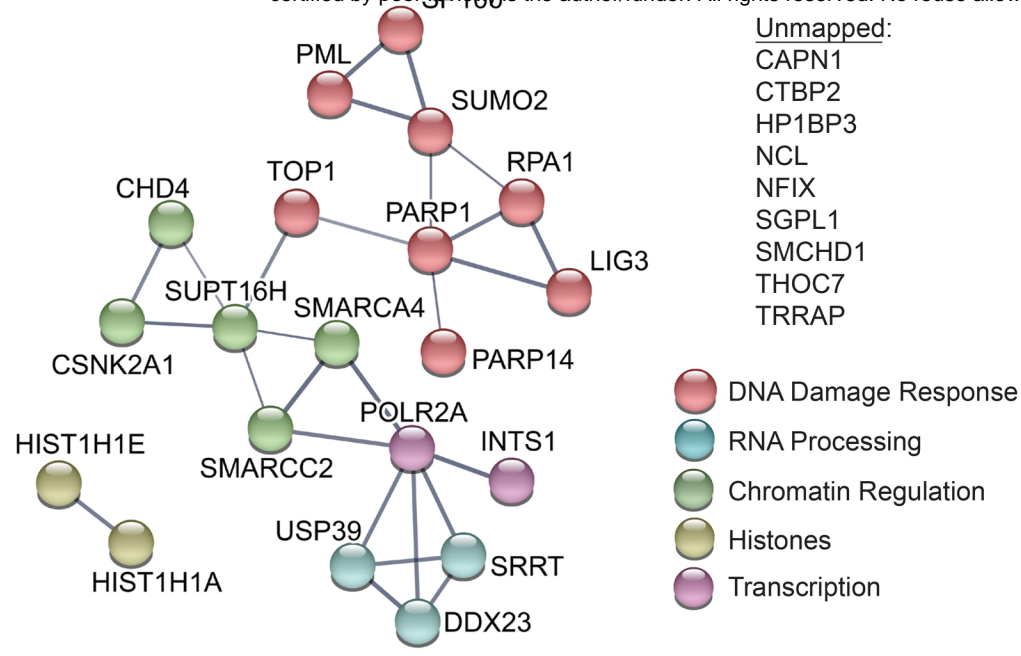 PML
SUMO2
RPA1
TOP1
CHD4
PARP1
LIG3
SUPT16H
SMARCA4
CSNK2A1
PARP14
POLR2A
INTS1
HIST1H1E
SMARCC2
USP39
SRRT
HIST1H1A
DDX23
Unmapped:
CAPN1
CTBP2
HP1BP3
NCL
NFIX
SGPL1
SMCHD1
THOC7
TRRAP
DNA Damage Response
RNA Processing
Chromatin Regulation
Histones
Transcription